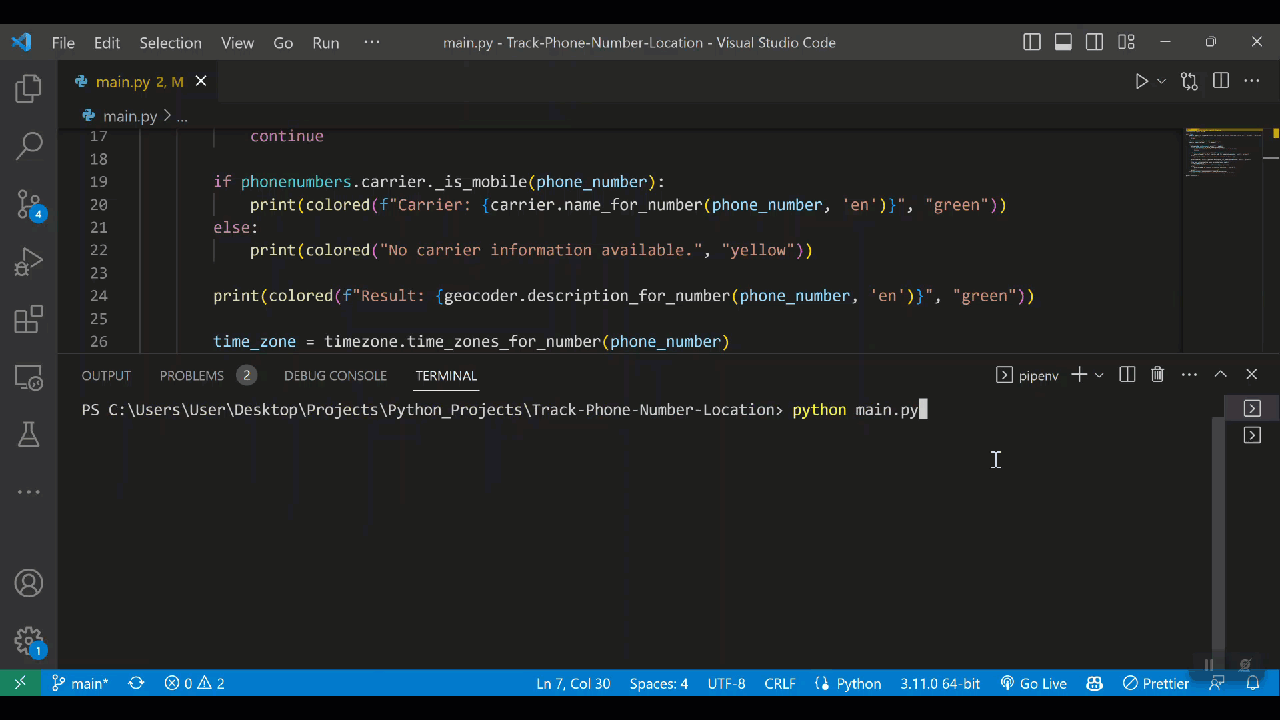 File Edit Selection View Go Run ··· main.py - Track-Phone-Number-Location - Visual Studio Code
main.py 2, M
main.py > ...
17 continue
18
19 if phonenumbers.carrier._is_mobile(phone_number):
20 print(colored(f"Carrier: {carrier.name_for_number(phone_number, 'en')}", "green"))
21 else:
22 print(colored("No carrier information available.", "yellow"))
23
24 print(colored(f"Result: {geocoder.description_for_number(phone_number, 'en')}", "green"))
25
26 time_zone = timezone.time_zones_for_number(phone_number)
4
OUTPUT PROBLEMS 2 DEBUG CONSOLE TERMINAL pipenv
PS C:\Users\User\Desktop\Projects\Python_Projects\Track-Phone-Number-Location> python main.py
1
main* 0 2 Ln 7, Col 30 Spaces: 4 UTF-8 CRLF Python 3.11.0 64-bit Go Live Prettier